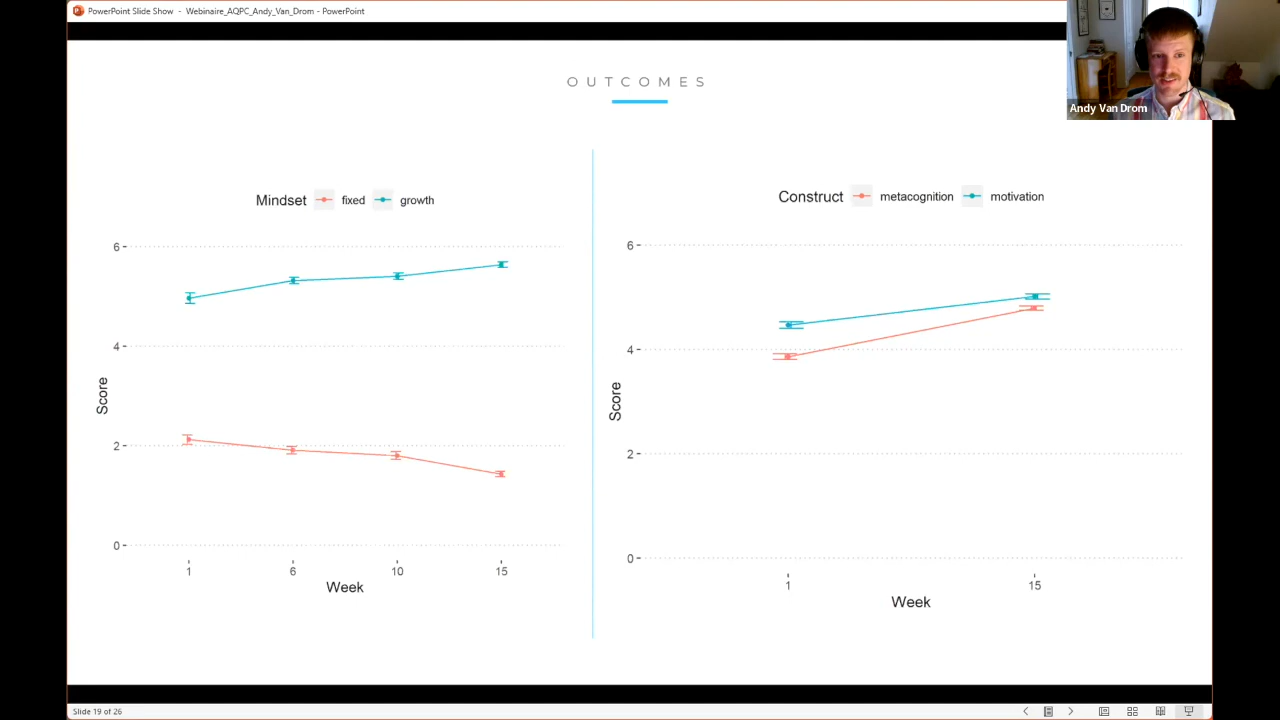 PowerPoint Slide Show - Webinaire_AQPC_Andy_Van_Drom - PowerPoint
Andy Van Drom
OUTCOMES
Mindset fixed growth
6
4
2
0
Score
1 6 10 15
Week
Construct metacognition motivation
6
4
2
0
Score
1 15
Week
Slide 19 of 26